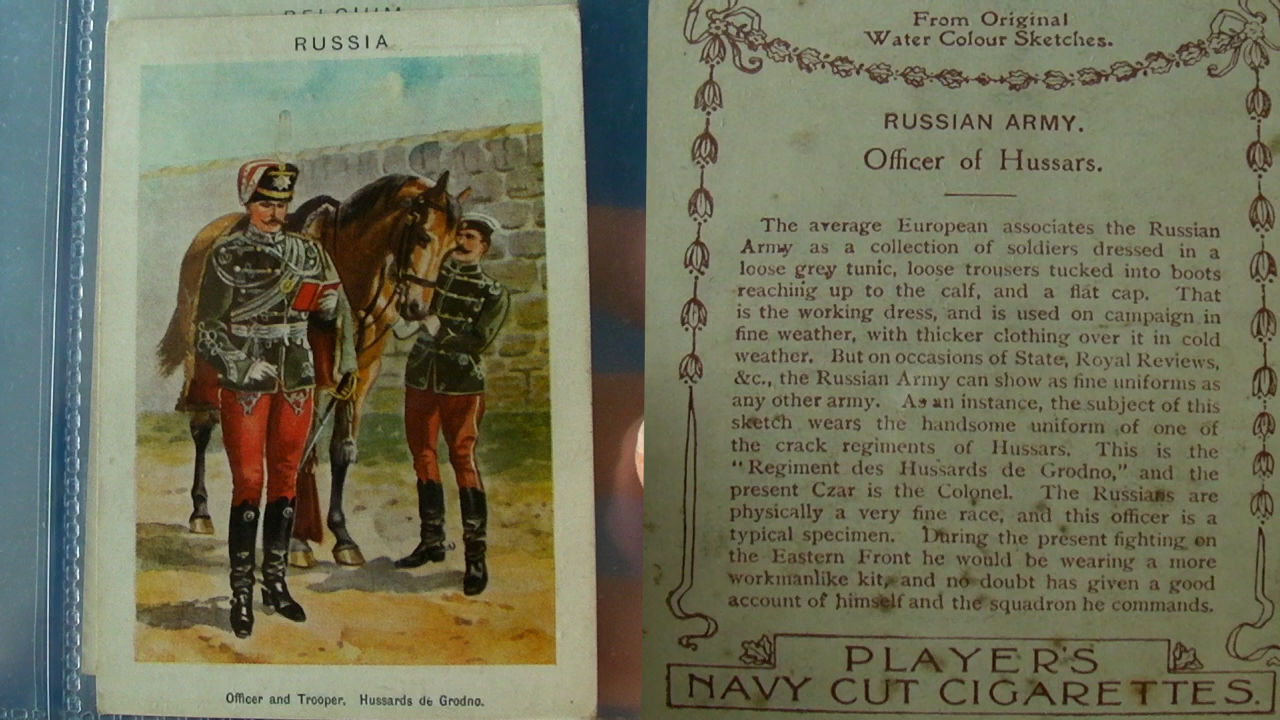 BELGIUM
RUSSIA
Officer and Trooper. Hussards de Grodno.
From Original
Water Colour Sketches.
RUSSIAN ARMY.
Officer of Hussars.
The average European associates the Russian
Army as a collection of soldiers dressed in a
loose grey tunic, loose trousers tucked into boots
reaching up to the calf, and a flat cap. That
is the working dress, and is used on campaign in
fine weather, with thicker clothing over it in cold
weather. But on occasions of State, Royal Reviews,
&c., the Russian Army can show as fine uniforms as
any other army. As an instance, the subject of this
sketch wears the handsome uniform of one of
the crack regiments of Hussars. This is the
"Regiment des Hussards de Grodno," and the
present Czar is the Colonel. The Russians are
physically a very fine race, and this officer is a
typical specimen. During the present fighting on
the Eastern Front he would be wearing a more
workmanlike kit, and no doubt has given a good
account of himself and the squadron he commands.
PLAYER'S
NAVY CUT CIGARETTES.